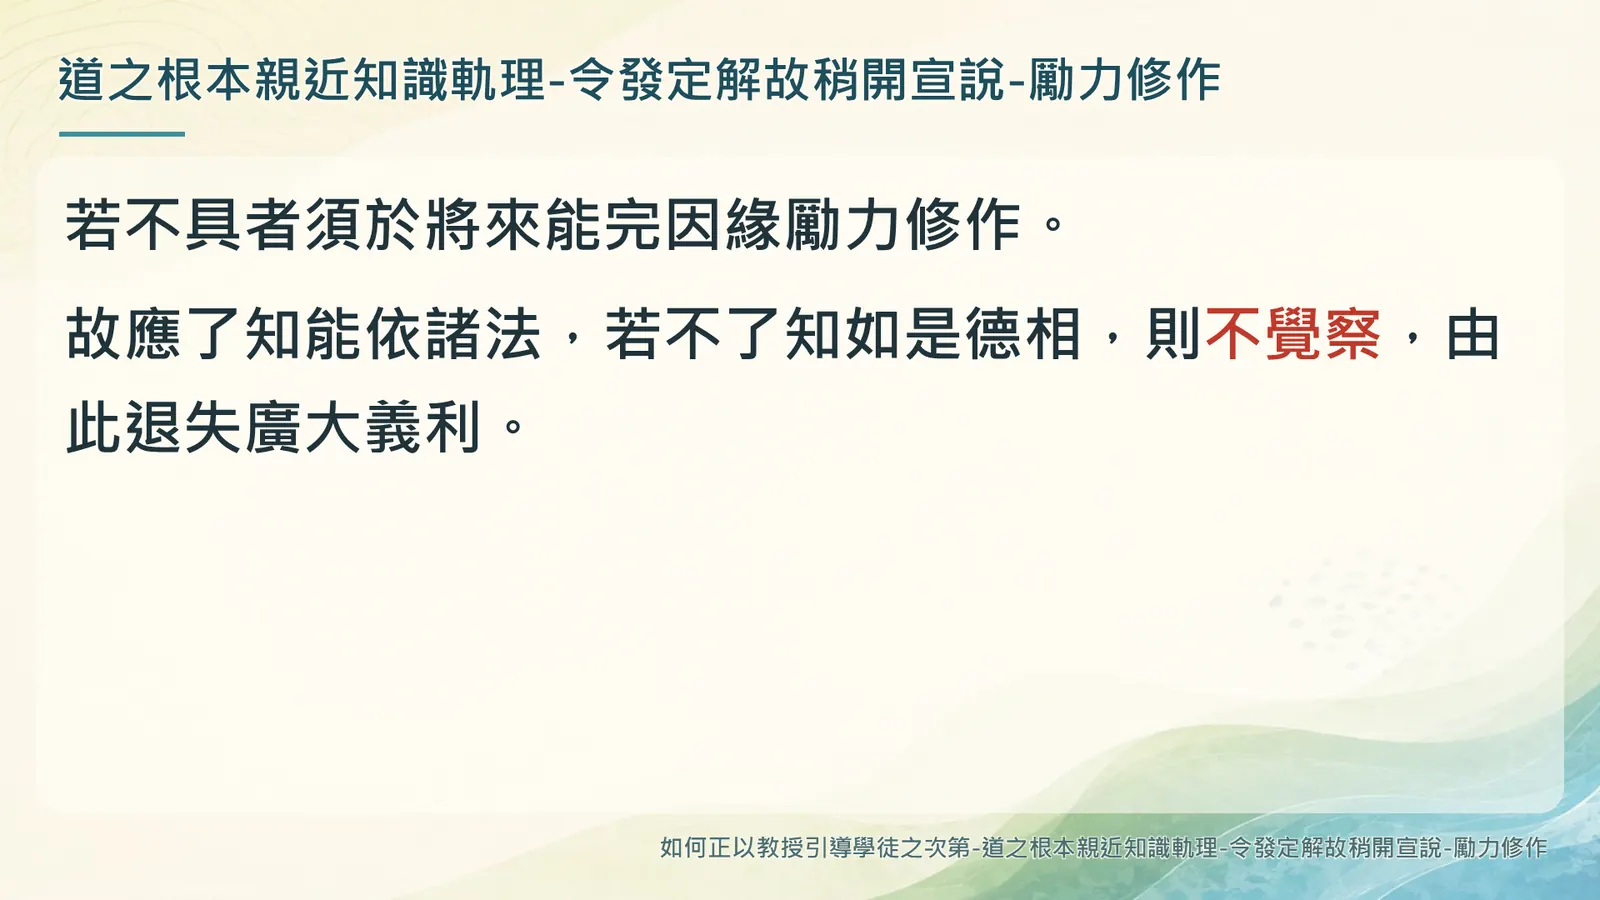 道之根本親近知識軌理-令發定解故稍開宣說-勵力修作
若不具者須於將來能完因緣勵力修作。
故應了知能依諸法，若不了知如是德相，則不覺察，由
此退失廣大義利。
如何正以教授引導學徒之次第-道之根本親近知識軌理-令發定解故稍開宣說-勵力修作